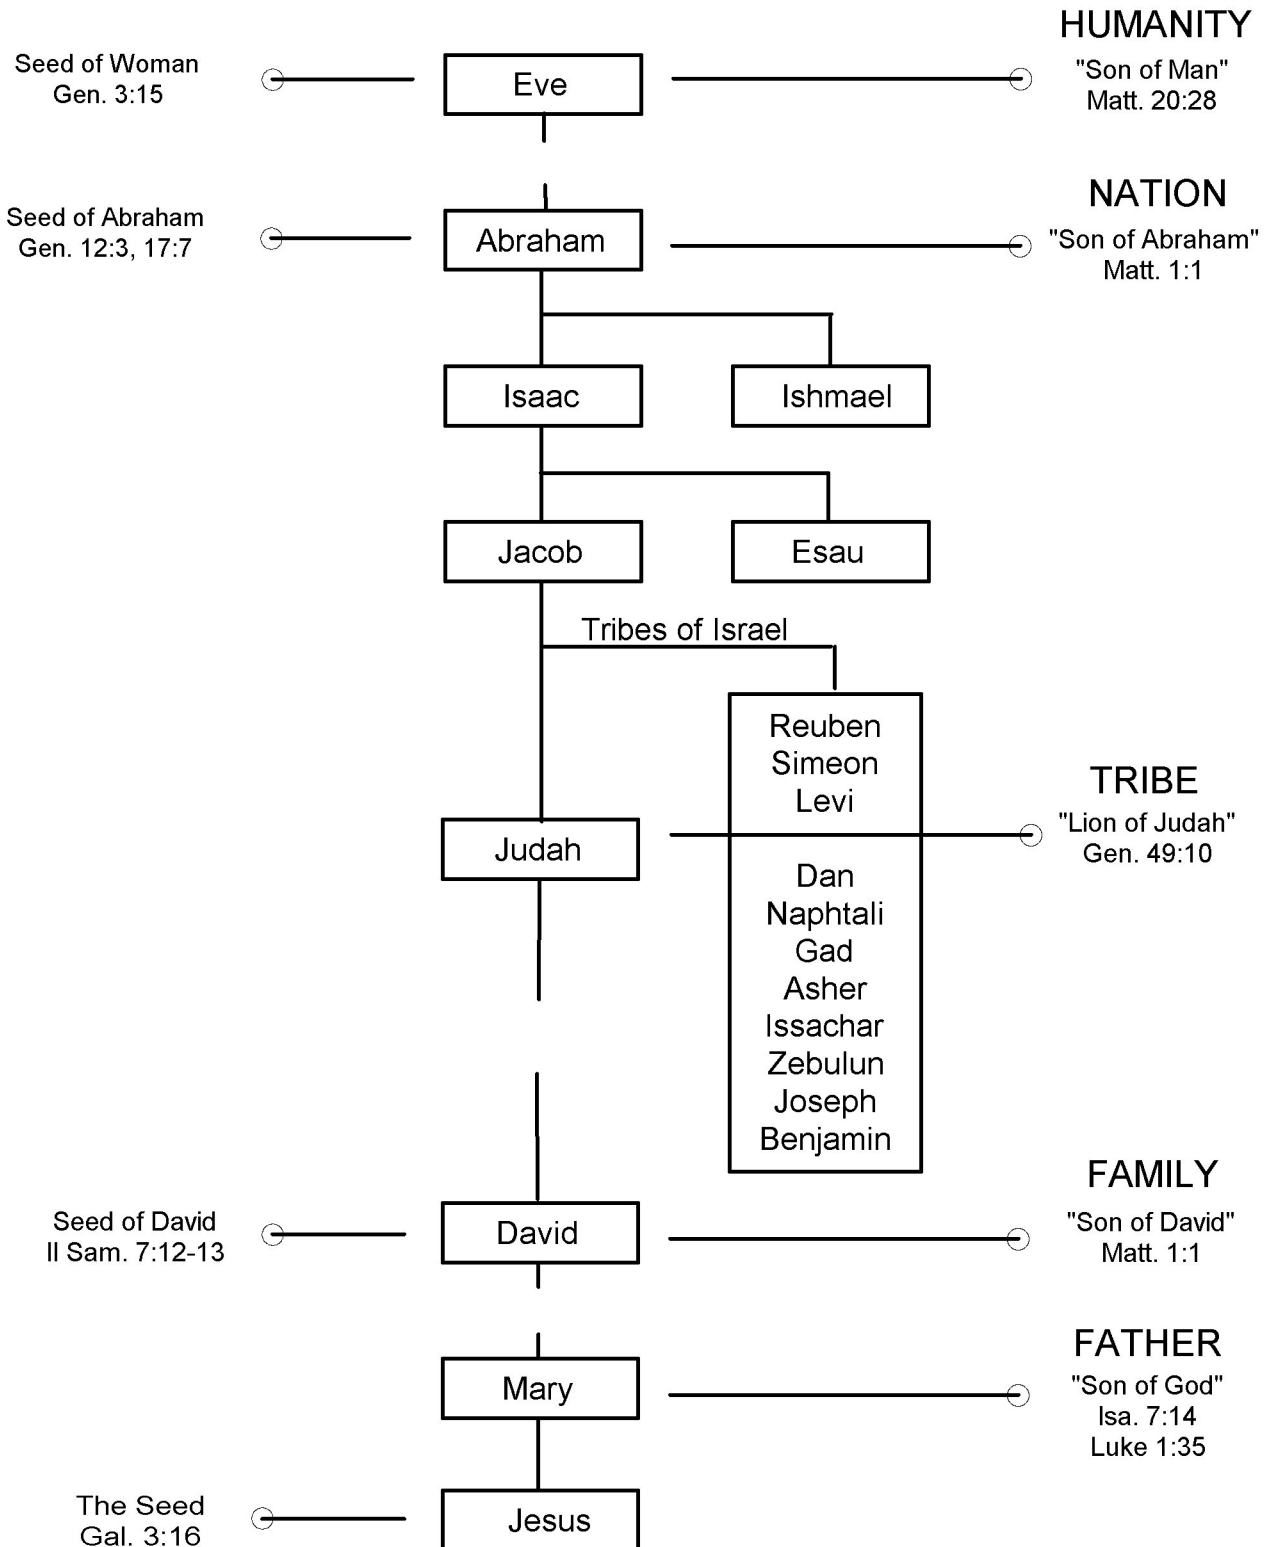 HUMANITY
Seed of Woman
Gen. 3:15
Eve
"Son of Man"
Matt. 20:28
NATION
Seed of Abraham
Gen. 12:3, 17:7
Abraham
"Son of Abraham"
Matt. 1:1
Isaac
Ishmael
Jacob
Esau
Tribes of Israel
Reuben
Simeon
Levi
TRIBE
"Lion of Judah"
Gen. 49:10
Judah
Dan
Naphtali
Gad
Asher
Issachar
Zebulun
Joseph
Benjamin
FAMILY
Seed of David
II Sam. 7:12-13
David
"Son of David"
Matt. 1:1
FATHER
Mary
"Son of God"
Isa. 7:14
Luke 1:35
The Seed
Gal. 3:16
Jesus